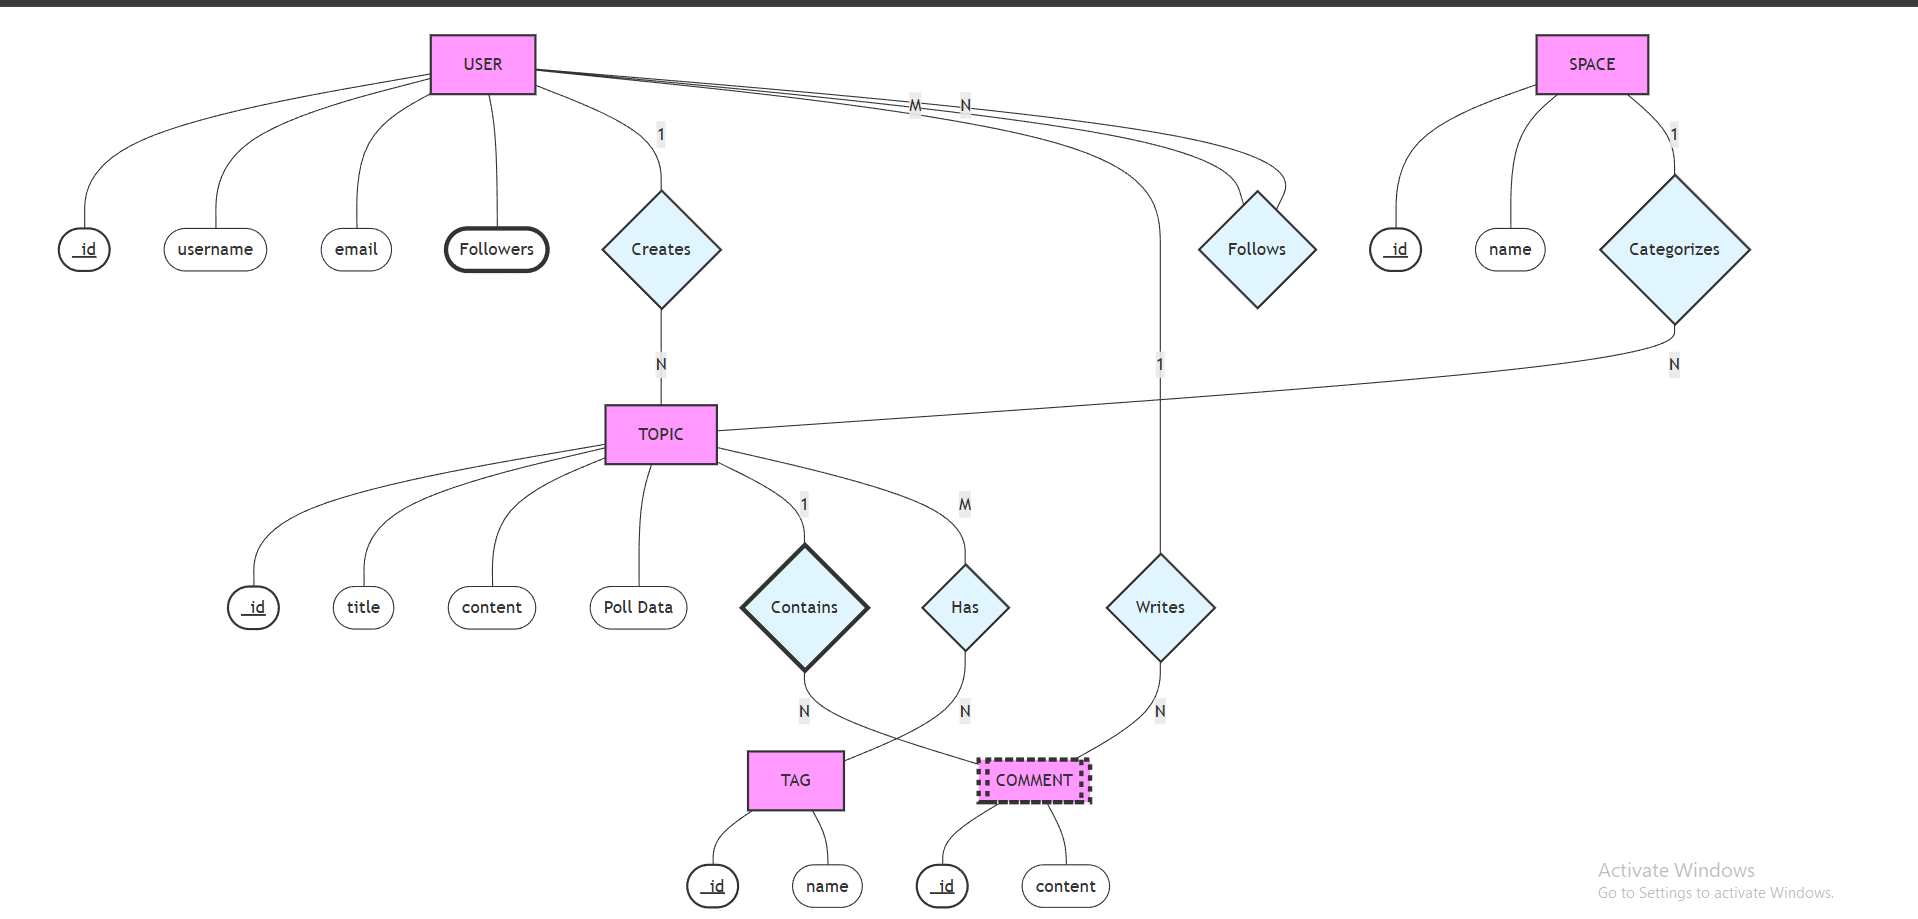 USER
SPACE
M
N
1
1
_id
username
email
Followers
Creates
Follows
_id
name
Categorizes
N
1
N
TOPIC
1
M
_id
title
content
Poll Data
Contains
Has
Writes
N
N
N
TAG
COMMENT
_id
name
_id
content
Activate Windows
Go to Settings to activate Windows.